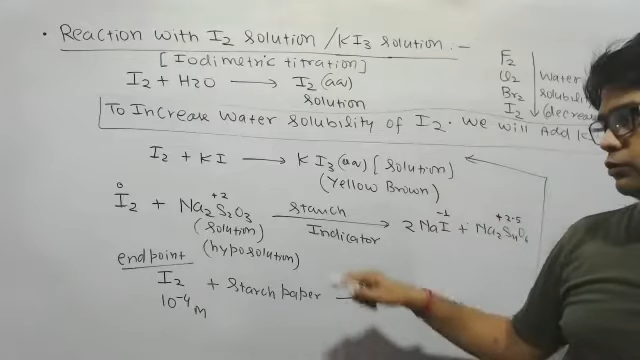 • Reaction with I2 solution / KI3 solution :-
[Iodimetric titration]
I2 + H2O ⟶ I2(aq)
solution
F2
Cl2
Br2
I2
water
solubility
decrease
To Increase water solubility of I2. We will Add
I2 + KI ⟶ KI3(aq) [solution]
(Yellow Brown)
0 +2 -1 +2.5
I2 + Na2S2O3 ⟶ 2NaI + Na2S4O6
starch
Indicator
(solution)
(hyposolution)
endpoint
I2 + starch paper
10⁻⁴ M